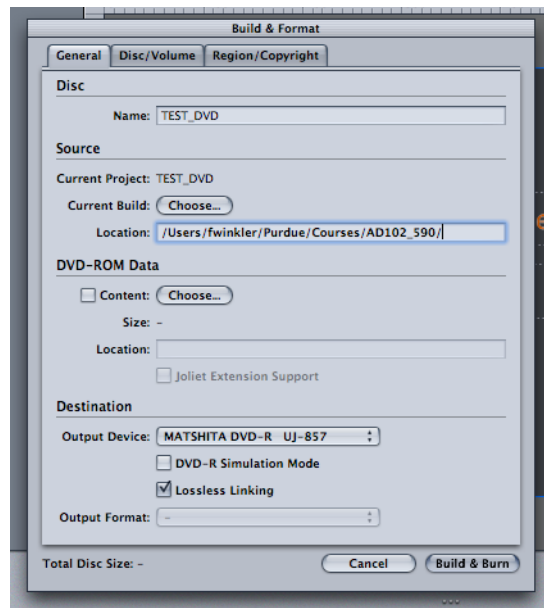 Build & Format
General Disc/Volume Region/Copyright
Disc
Name: TEST_DVD
Source
Current Project: TEST_DVD
Current Build: Choose...
Location: /Users/fwinkler/Purdue/Courses/AD102_590/
DVD-ROM Data
Content: Choose...
Size: –
Location:
Joliet Extension Support
Destination
Output Device: MATSHITA DVD-R UJ-857
DVD-R Simulation Mode
Lossless Linking
Output Format: –
Total Disc Size: – Cancel Build & Burn